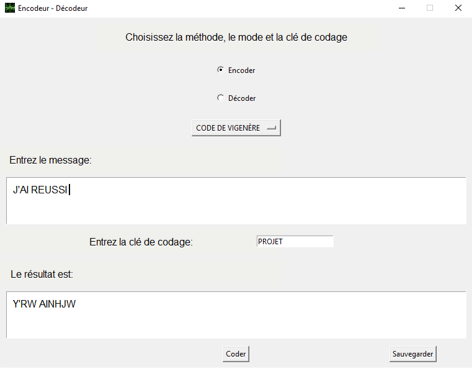 Encodeur - Décodeur
Choisissez la méthode, le mode et la clé de codage
Encoder
Décoder
CODE DE VIGENÈRE
Entrez le message:
J'AI REUSSI
Entrez la clé de codage:
PROJET
Le résultat est:
Y'RW AINHJW
Coder
Sauvegarder